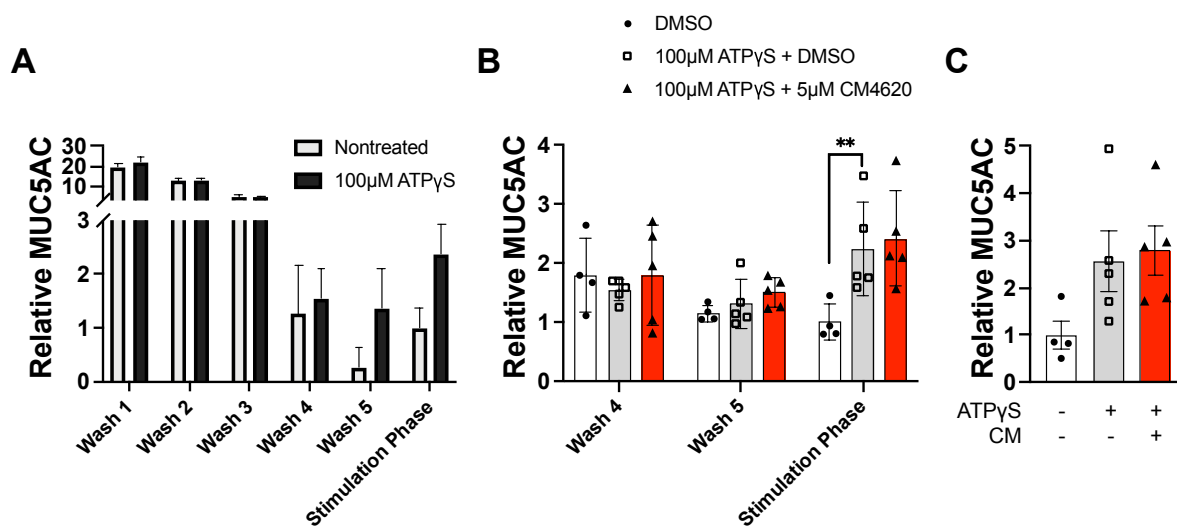 DMSO
100µM ATPγS + DMSO
100µM ATPγS + 5µM CM4620
A
Relative MUC5AC
30
20
10
3
2
1
0
Nontreated
100µM ATPγS
Wash 1
Wash 2
Wash 3
Wash 4
Wash 5
Stimulation Phase
B
Relative MUC5AC
4
3
2
1
0
**
Wash 4
Wash 5
Stimulation Phase
C
Relative MUC5AC
5
4
3
2
1
0
ATPγS - + +
CM - - +